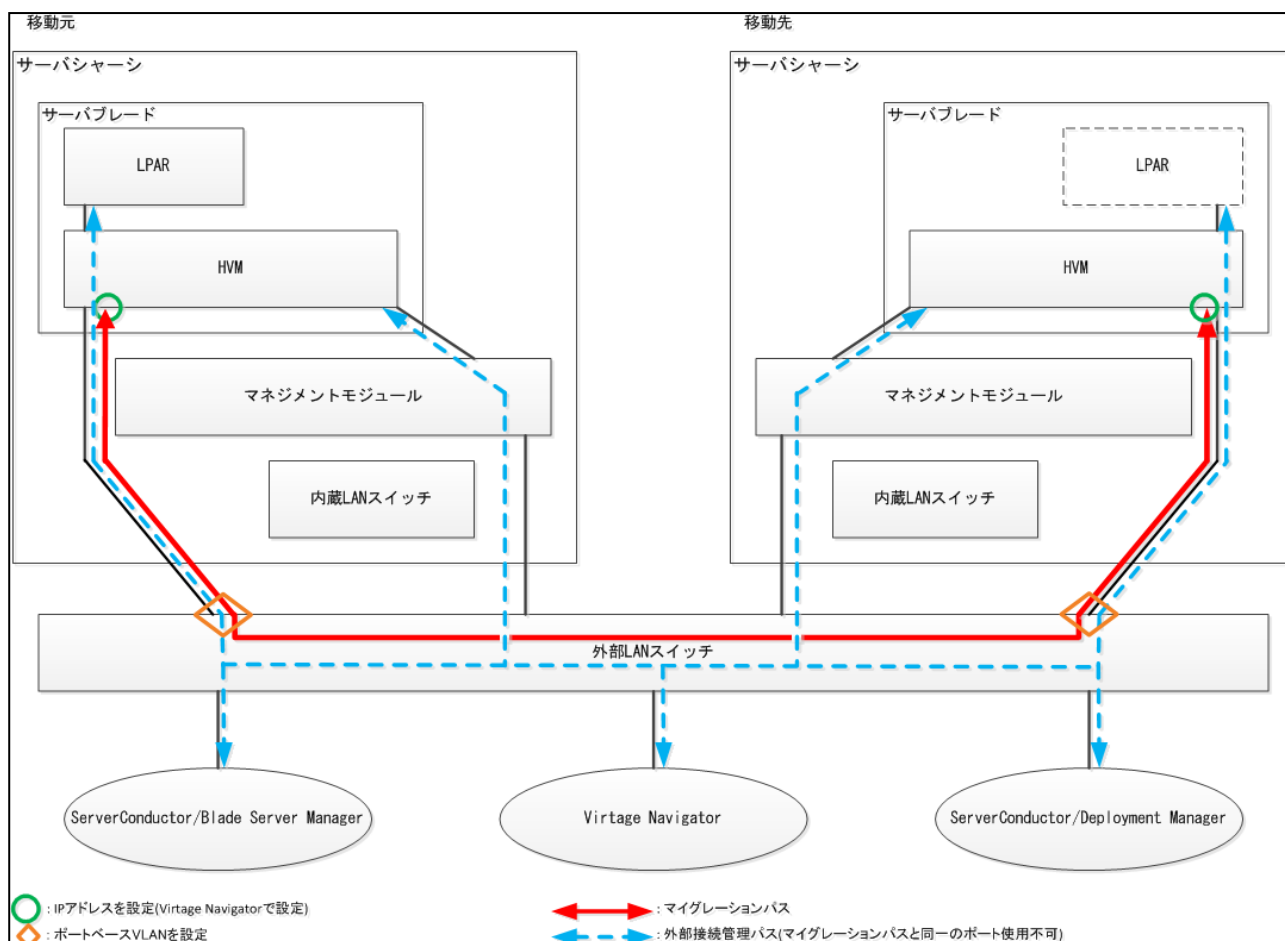 移動元
移動先
サーバシャーシ
サーバシャーシ
サーバブレード
サーバブレード
LPAR
LPAR
HVM
HVM
マネジメントモジュール
マネジメントモジュール
内蔵LANスイッチ
内蔵LANスイッチ
外部LANスイッチ
ServerConductor/Blade Server Manager
Virtage Navigator
ServerConductor/Deployment Manager
: IPアドレスを設定(Virtage Navigatorで設定)
: マイグレーションパス
: ポートベースVLANを設定
: 外部接続管理パス(マイグレーションパスと同一のポート使用不可)